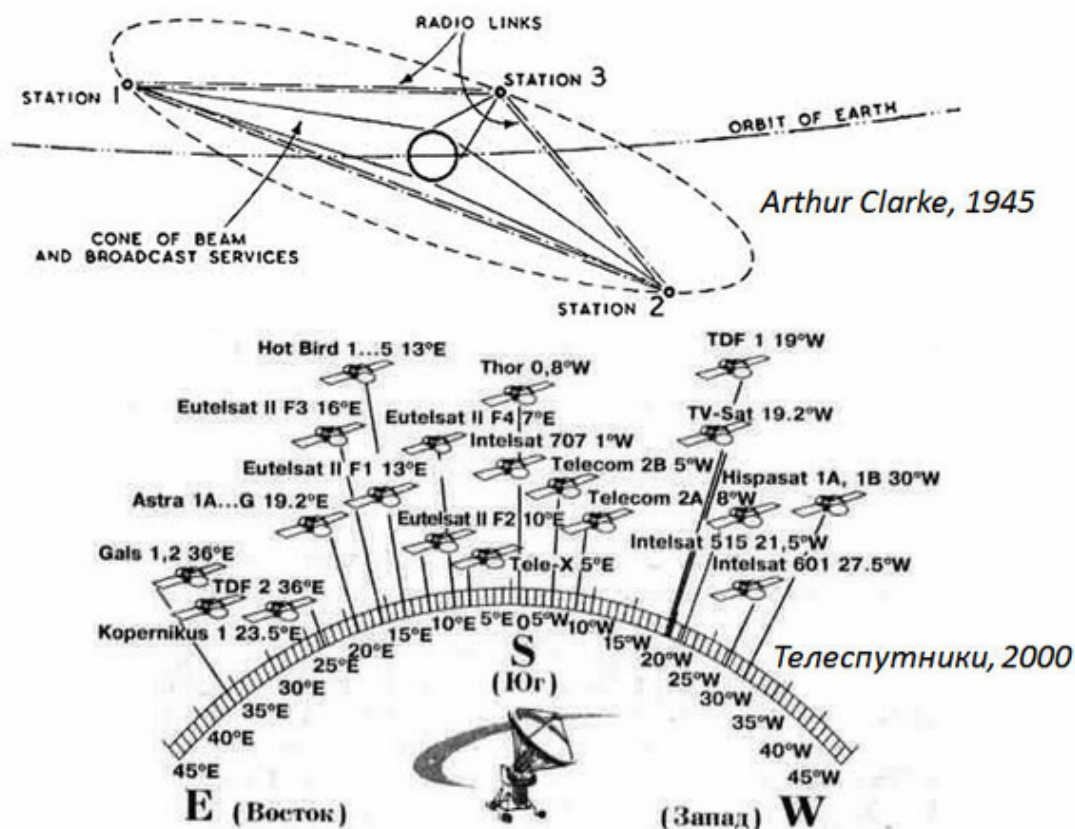 RADIO LINKS
STATION 1
STATION 3
ORBIT OF EARTH
Arthur Clarke, 1945
CONE OF BEAM
AND BROADCAST SERVICES
STATION 2
Hot Bird 1...5 13°E
TDF 1 19°W
Thor 0,8°W
Eutelsat II F3 16°E
Eutelsat II F4 7°E
TV-Sat 19.2°W
Intelsat 707 1°W
Eutelsat II F1 13°E
Telecom 2B 5°W
Hispasat 1A, 1B 30°W
Astra 1A...G 19.2°E
Telecom 2A 8°W
Eutelsat II F2 10°E
Intelsat 515 21,5°W
Gals 1,2 36°E
Tele-X 5°E
Intelsat 601 27.5°W
TDF 2 36°E
Kopernikus 1 23.5°E
45°E
40°E
35°E
30°E
25°E
20°E
15°E
10°E
5°E
0
5°W
10°W
15°W
20°W
25°W
30°W
35°W
40°W
45°W
S
(Юг)
Телеспутники, 2000
E (Восток)
(Запад) W